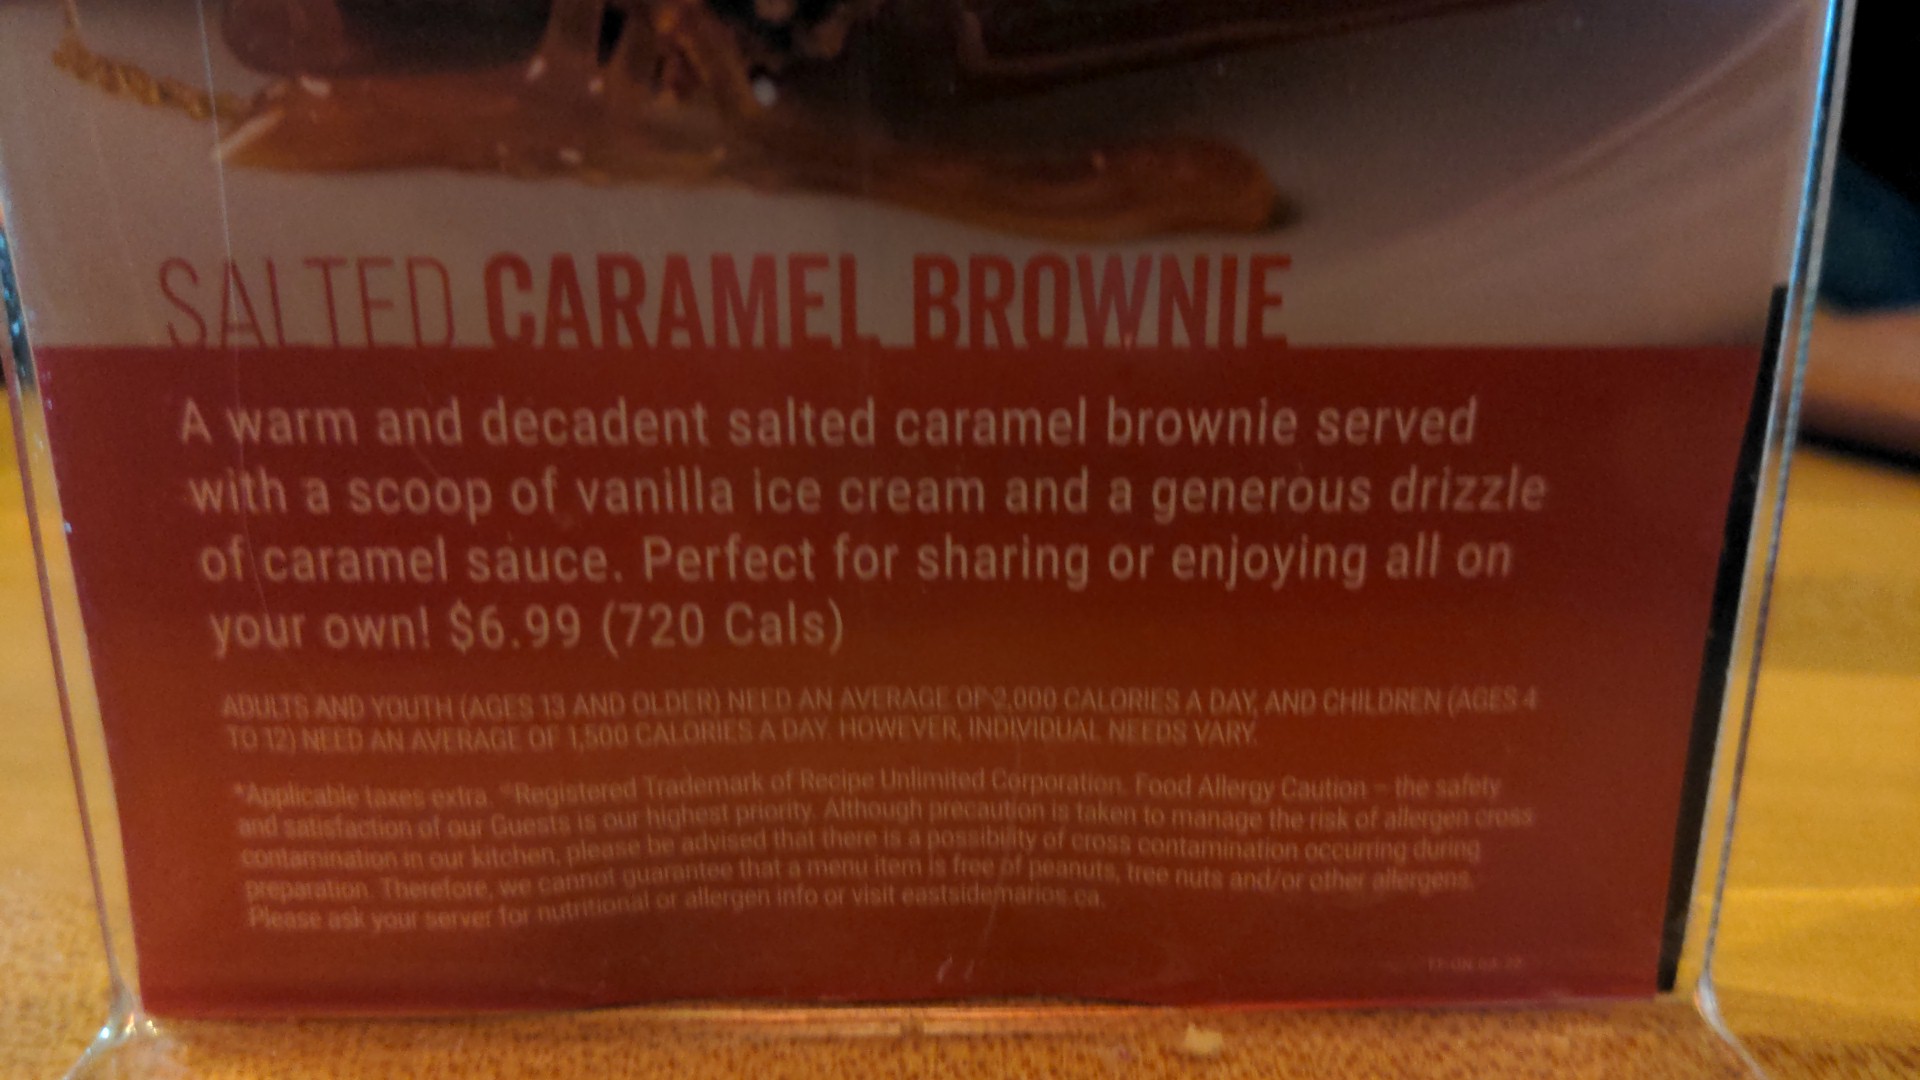 SALTED CARAMEL BROWNIE
A warm and decadent salted caramel brownie served
with a scoop of vanilla ice cream and a generous drizzle
of caramel sauce. Perfect for sharing or enjoying all on
your own! $6.99 (720 Cals)
ADULTS AND YOUTH (AGES 13 AND OLDER) NEED AN AVERAGE OF 2,000 CALORIES A DAY, AND CHILDREN (AGES 4
TO 12) NEED AN AVERAGE OF 1,500 CALORIES A DAY. HOWEVER, INDIVIDUAL NEEDS VARY.
*Applicable taxes extra. ®Registered Trademark of Recipe Unlimited Corporation. Food Allergy Caution – the safety
and satisfaction of our Guests is our highest priority. Although precaution is taken to manage the risk of allergen cross
contamination in our kitchen, please be advised that there is a possibility of cross contamination occurring during
preparation. Therefore, we cannot guarantee that a menu item is free of peanuts, tree nuts and/or other allergens.
Please ask your server for nutritional or allergen info or visit eastsidemarios.ca.